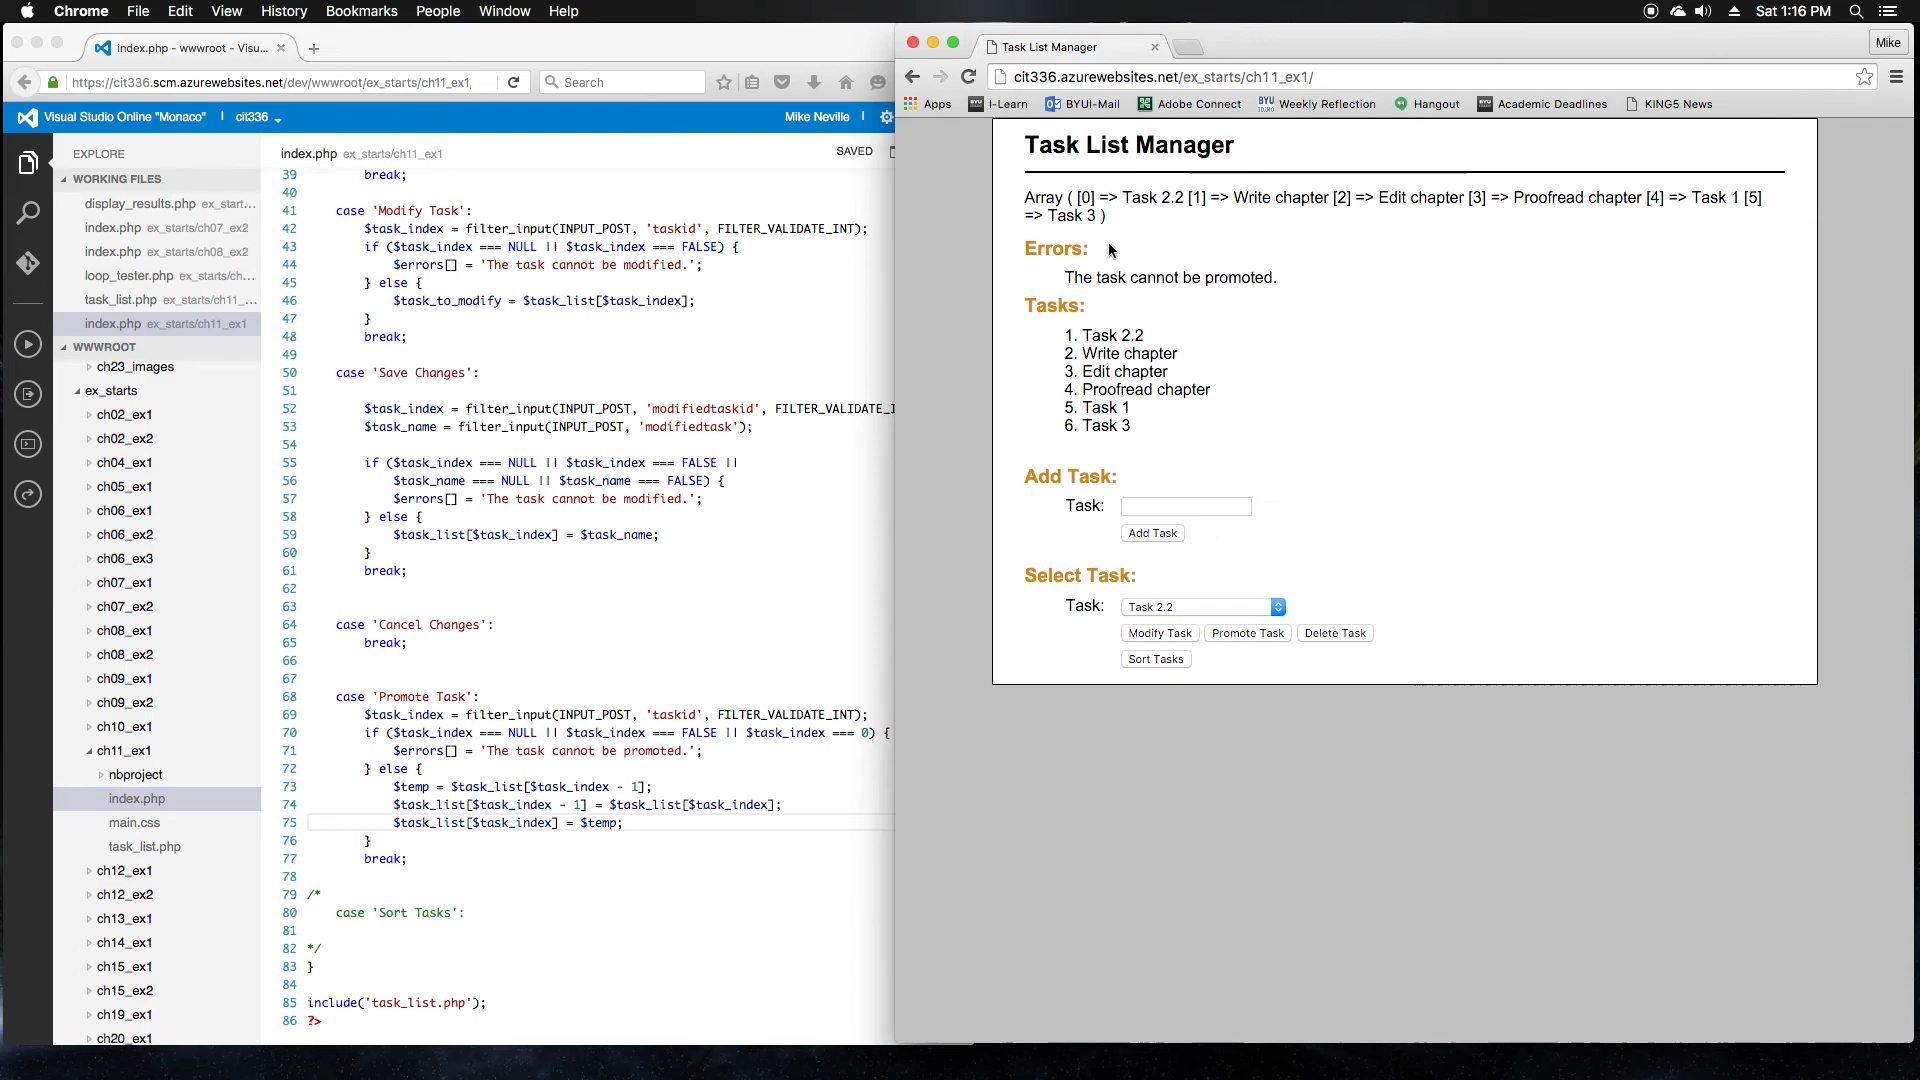 Chrome File Edit View History Bookmarks People Window Help
Sat 1:16 PM
index.php - wwwroot - Visu...
https://cit336.scm.azurewebsites.net/dev/wwwroot/ex_starts/ch11_ex1,
Search
Visual Studio Online "Monaco" cit336
Mike Neville
EXPLORE
WORKING FILES
display_results.php ex_start...
index.php ex_starts/ch07_ex2
index.php ex_starts/ch08_ex2
loop_tester.php ex_starts/ch...
task_list.php ex_starts/ch11_...
index.php ex_starts/ch11_ex1
WWWROOT
ch23_images
ex_starts
ch02_ex1
ch02_ex2
ch04_ex1
ch05_ex1
ch06_ex1
ch06_ex2
ch06_ex3
ch07_ex1
ch07_ex2
ch08_ex1
ch08_ex2
ch09_ex1
ch09_ex2
ch10_ex1
ch11_ex1
nbproject
index.php
main.css
task_list.php
ch12_ex1
ch12_ex2
ch13_ex1
ch14_ex1
ch15_ex1
ch15_ex2
ch19_ex1
ch20_ex1
index.php ex_starts/ch11_ex1
SAVED
39 break;
40
41 case 'Modify Task':
42 $task_index = filter_input(INPUT_POST, 'taskid', FILTER_VALIDATE_INT);
43 if ($task_index === NULL || $task_index === FALSE) {
44 $errors[] = 'The task cannot be modified.';
45 } else {
46 $task_to_modify = $task_list[$task_index];
47 }
48 break;
49
50 case 'Save Changes':
51
52 $task_index = filter_input(INPUT_POST, 'modifiedtaskid', FILTER_VALIDATE_I
53 $task_name = filter_input(INPUT_POST, 'modifiedtask');
54
55 if ($task_index === NULL || $task_index === FALSE ||
56 $task_name === NULL || $task_name === FALSE) {
57 $errors[] = 'The task cannot be modified.';
58 } else {
59 $task_list[$task_index] = $task_name;
60 }
61 break;
62
63
64 case 'Cancel Changes':
65 break;
66
67
68 case 'Promote Task':
69 $task_index = filter_input(INPUT_POST, 'taskid', FILTER_VALIDATE_INT);
70 if ($task_index === NULL || $task_index === FALSE || $task_index === 0) {
71 $errors[] = 'The task cannot be promoted.';
72 } else {
73 $temp = $task_list[$task_index - 1];
74 $task_list[$task_index - 1] = $task_list[$task_index];
75 $task_list[$task_index] = $temp;
76 }
77 break;
78
79 /*
80 case 'Sort Tasks':
81
82 */
83 }
84
85 include('task_list.php');
86 ?>
Task List Manager
Mike
cit336.azurewebsites.net/ex_starts/ch11_ex1/
Apps I-Learn BYUI-Mail Adobe Connect Weekly Reflection Hangout Academic Deadlines KING5 News
Task List Manager
Array ( [0] => Task 2.2 [1] => Write chapter [2] => Edit chapter [3] => Proofread chapter [4] => Task 1 [5]
=> Task 3 )
Errors:
The task cannot be promoted.
Tasks:
1. Task 2.2
2. Write chapter
3. Edit chapter
4. Proofread chapter
5. Task 1
6. Task 3
Add Task:
Task:
Add Task
Select Task:
Task: Task 2.2
Modify Task Promote Task Delete Task
Sort Tasks